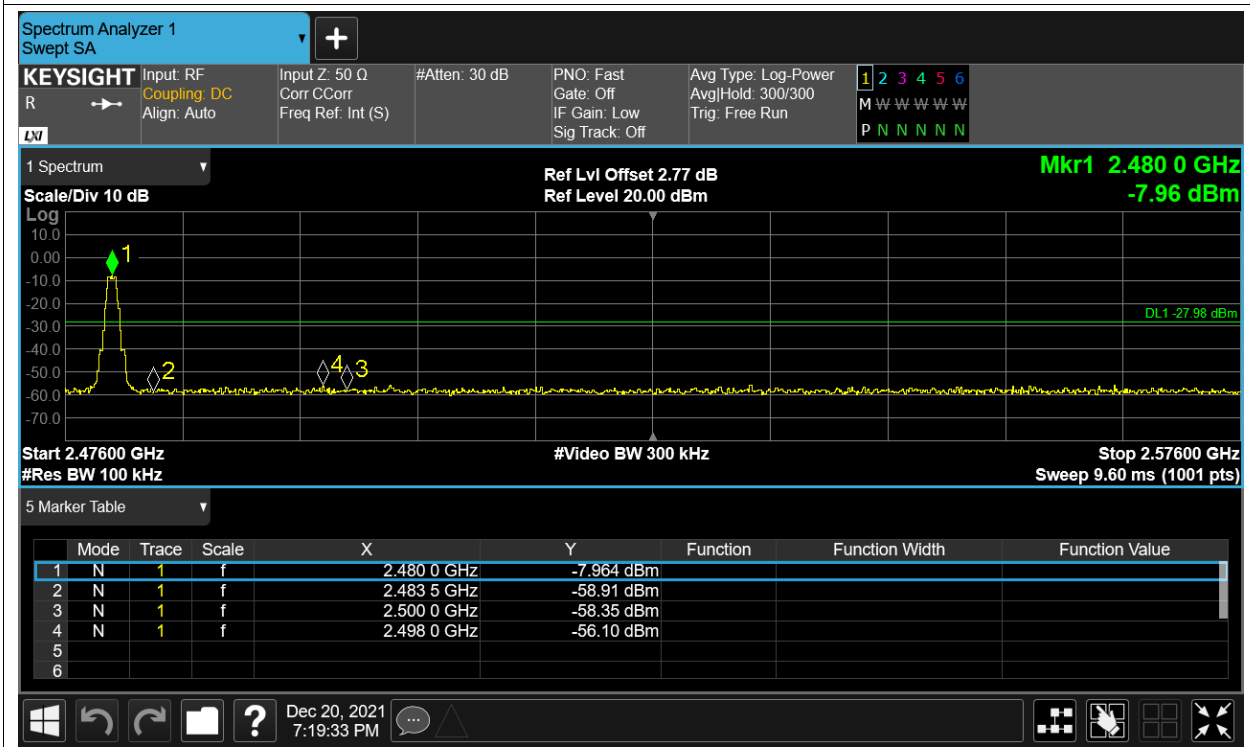 Spectrum Analyzer 1
Swept SA
KEYSIGHT
R
LXI
Input: RF
Coupling: DC
Align: Auto
Input Z: 50 Ω
Corr CCorr
Freq Ref: Int (S)
#Atten: 30 dB
PNO: Fast
Gate: Off
IF Gain: Low
Sig Track: Off
Avg Type: Log-Power
Avg|Hold: 300/300
Trig: Free Run
1 2 3 4 5 6
M W W W W W
P N N N N N
1 Spectrum
Scale/Div 10 dB
Ref Lvl Offset 2.77 dB
Ref Level 20.00 dBm
Mkr1 2.480 0 GHz
-7.96 dBm
Log
10.0
0.00
-10.0
-20.0
-30.0
-40.0
-50.0
-60.0
-70.0
1
2
4 3
DL1 -27.98 dBm
Start 2.47600 GHz
#Video BW 300 kHz
Stop 2.57600 GHz
#Res BW 100 kHz
Sweep 9.60 ms (1001 pts)
5 Marker Table
Mode Trace Scale X Y Function Function Width Function Value
1 N 1 f 2.480 0 GHz -7.964 dBm
2 N 1 f 2.483 5 GHz -58.91 dBm
3 N 1 f 2.500 0 GHz -58.35 dBm
4 N 1 f 2.498 0 GHz -56.10 dBm
5
6
?
Dec 20, 2021
7:19:33 PM